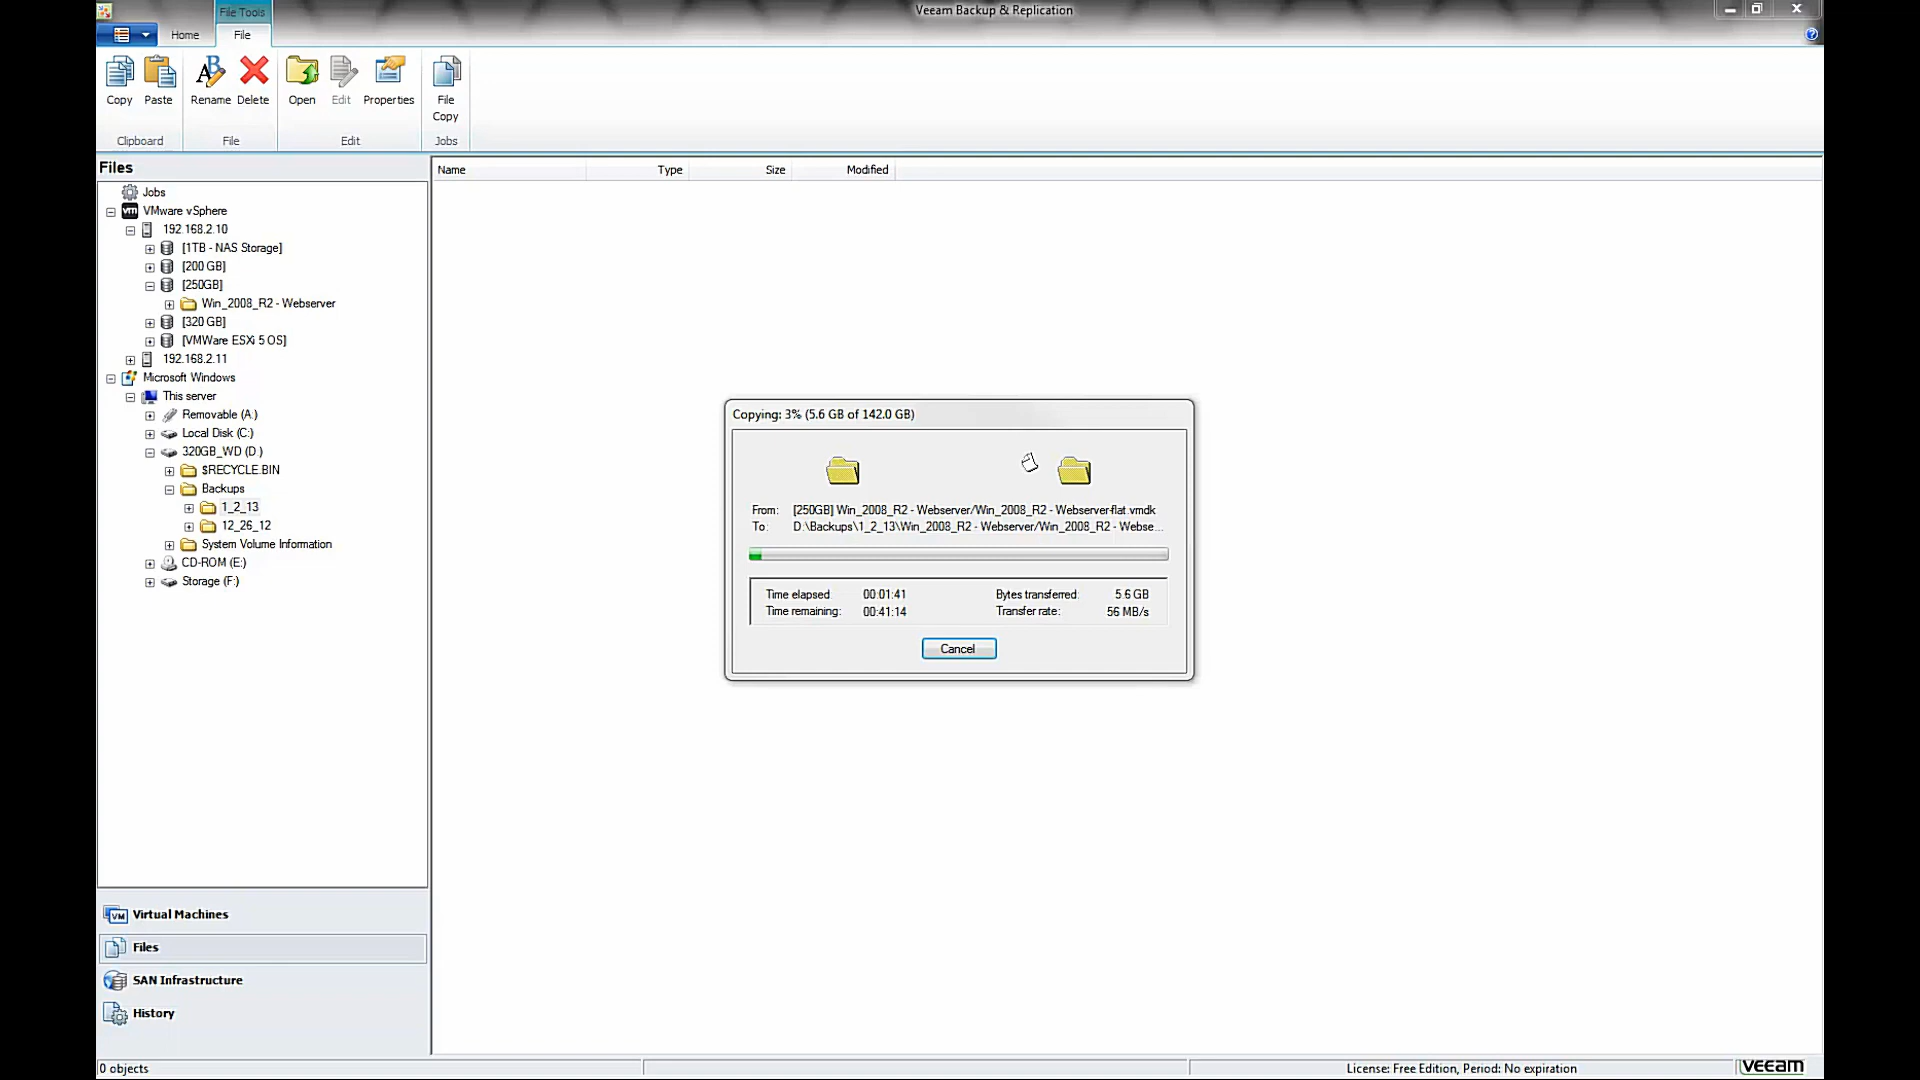 File Tools
Veeam Backup & Replication
Home
File
Copy
Paste
Rename
Delete
Open
Edit
Properties
File
Copy
Clipboard
File
Edit
Jobs
Files
Name
Type
Size
Modified
Jobs
vm VMware vSphere
192.168.2.10
[1TB - NAS Storage]
[200 GB]
[250GB]
Win_2008_R2 - Webserver
[320 GB]
[VMWare ESXi 5 OS]
192.168.2.11
Microsoft Windows
This server
Removable (A:)
Local Disk (C:)
320GB_WD (D:)
$RECYCLE.BIN
Backups
1_2_13
12_26_12
System Volume Information
CD-ROM (E:)
Storage (F:)
Copying: 3% (5.6 GB of 142.0 GB)
From: [250GB] Win_2008_R2 - Webserver/Win_2008_R2 - Webserver-flat.vmdk
To: D:\Backups\1_2_13\Win_2008_R2 - Webserver/Win_2008_R2 - Webse...
Time elapsed: 00:01:41 Bytes transferred: 5.6 GB
Time remaining: 00:41:14 Transfer rate: 56 MB/s
Cancel
VM Virtual Machines
Files
SAN Infrastructure
History
0 objects
License: Free Edition, Period: No expiration
veeam